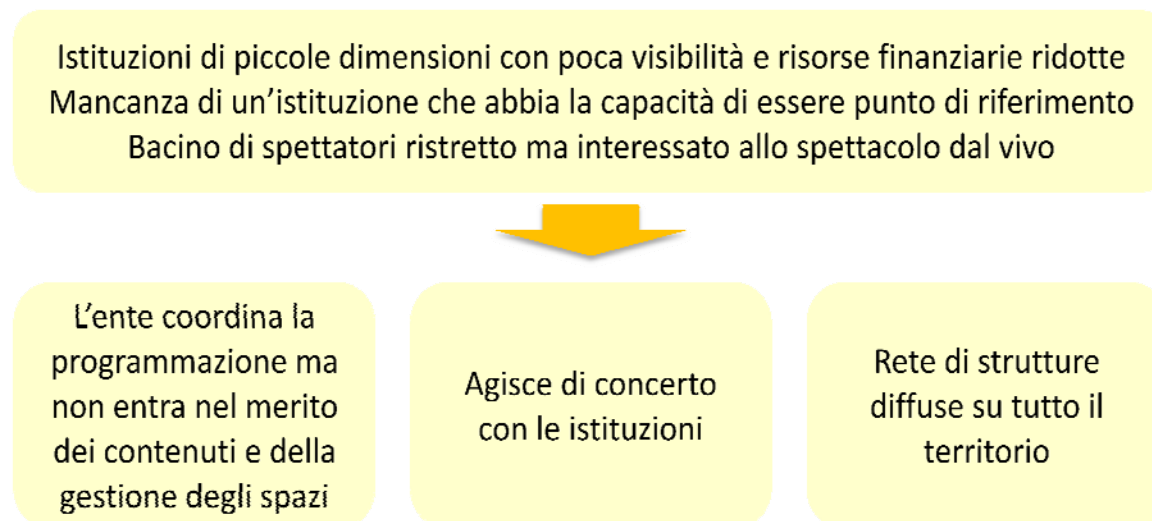 Istituzioni di piccole dimensioni con poca visibilità e risorse finanziarie ridotte
Mancanza di un'istituzione che abbia la capacità di essere punto di riferimento
Bacino di spettatori ristretto ma interessato allo spettacolo dal vivo
L'ente coordina la
programmazione ma
non entra nel merito
dei contenuti e della
gestione degli spazi
Agisce di concerto
con le istituzioni
Rete di strutture
diffuse su tutto il
territorio